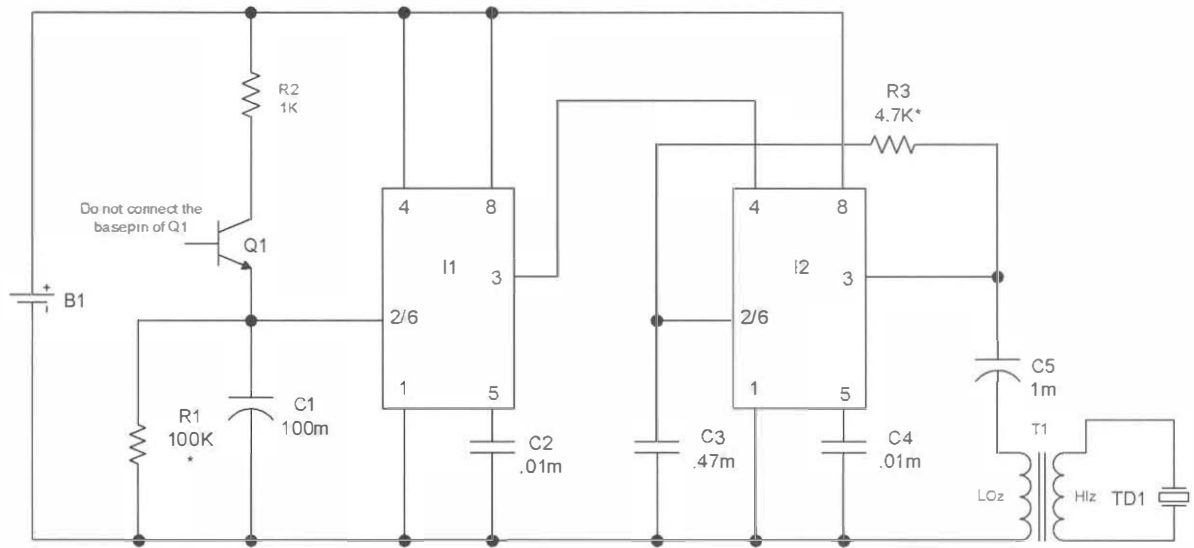 R2
1K
R3
4.7K*
Do not connect the
basepin of Q1
Q1
4
8
I1
3
2/6
1
5
4
8
I2
3
2/6
1
5
+
B1
-
R1
100K
*
C1
100m
C2
.01m
C3
.47m
C4
.01m
C5
1m
T1
LOz
HIz
TD1